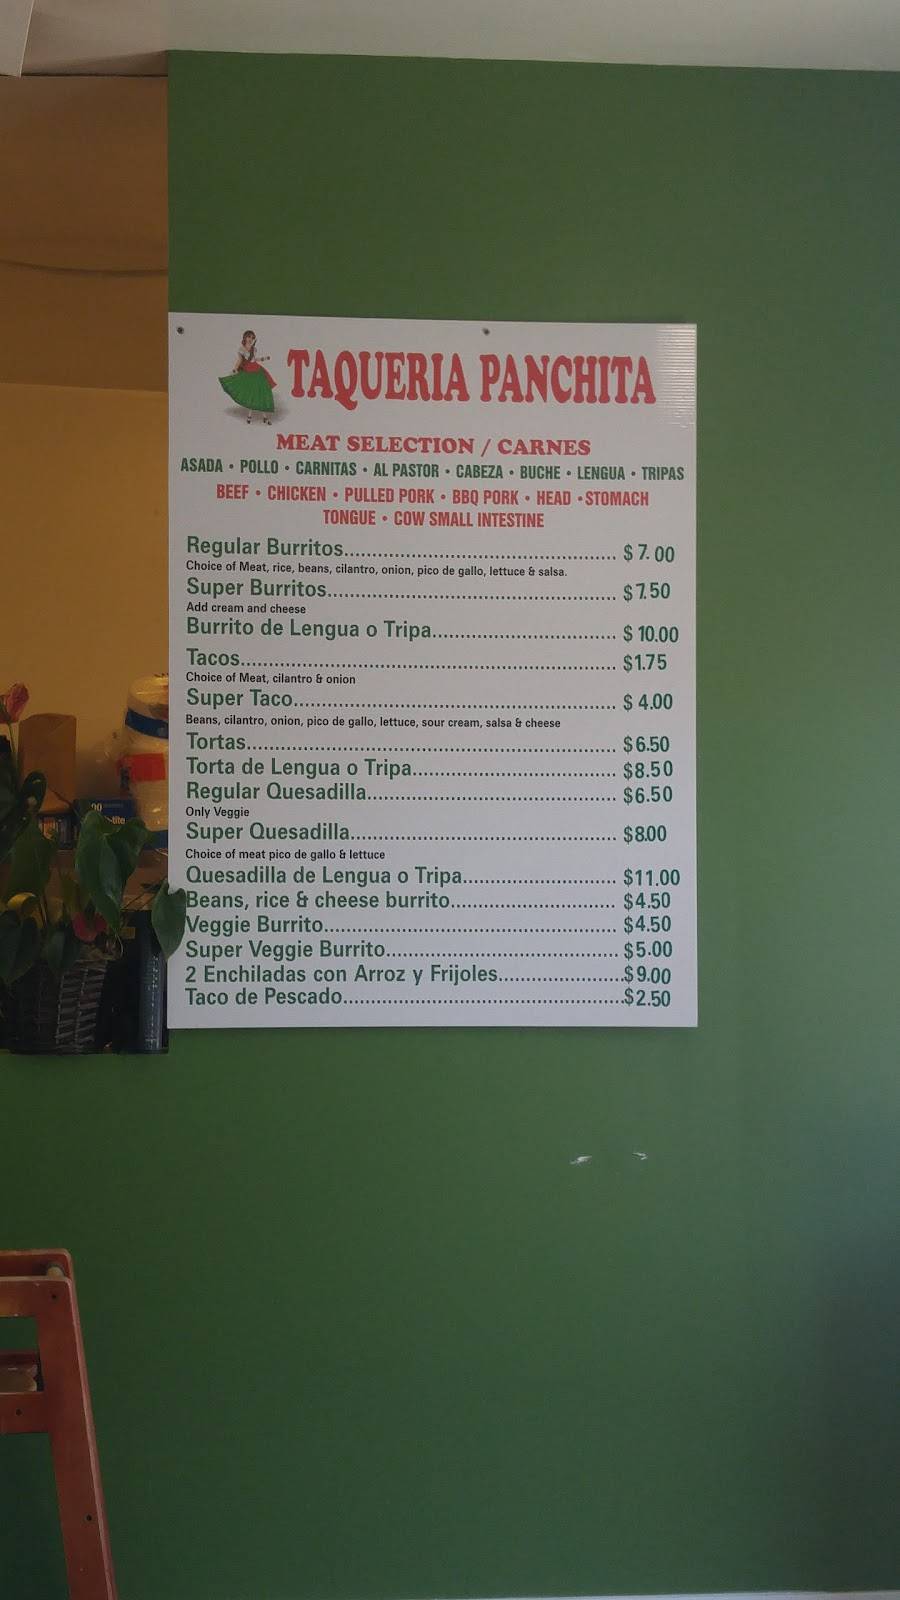 TAQUERIA PANCHITA
MEAT SELECTION / CARNES
ASADA • POLLO • CARNITAS • AL PASTOR • CABEZA • BUCHE • LENGUA • TRIPAS
BEEF • CHICKEN • PULLED PORK • BBQ PORK • HEAD • STOMACH
TONGUE • COW SMALL INTESTINE
Regular Burritos.................................................. $7.00
Choice of Meat, rice, beans, cilantro, onion, pico de gallo, lettuce & salsa.
Super Burritos..................................................... $7.50
Add cream and cheese
Burrito de Lengua o Tripa.................................. $10.00
Tacos..................................................................... $1.75
Choice of Meat, cilantro & onion
Super Taco........................................................... $4.00
Beans, cilantro, onion, pico de gallo, lettuce, sour cream, salsa & cheese
Tortas.................................................................... $6.50
Torta de Lengua o Tripa..................................... $8.50
Regular Quesadilla.............................................. $6.50
Only Veggie
Super Quesadilla................................................. $8.00
Choice of meat pico de gallo & lettuce
Quesadilla de Lengua o Tripa............................ $11.00
Beans, rice & cheese burrito.............................. $4.50
Veggie Burrito...................................................... $4.50
Super Veggie Burrito........................................... $5.00
2 Enchiladas con Arroz y Frijoles.......................$9.00
Taco de Pescado....................................................$2.50